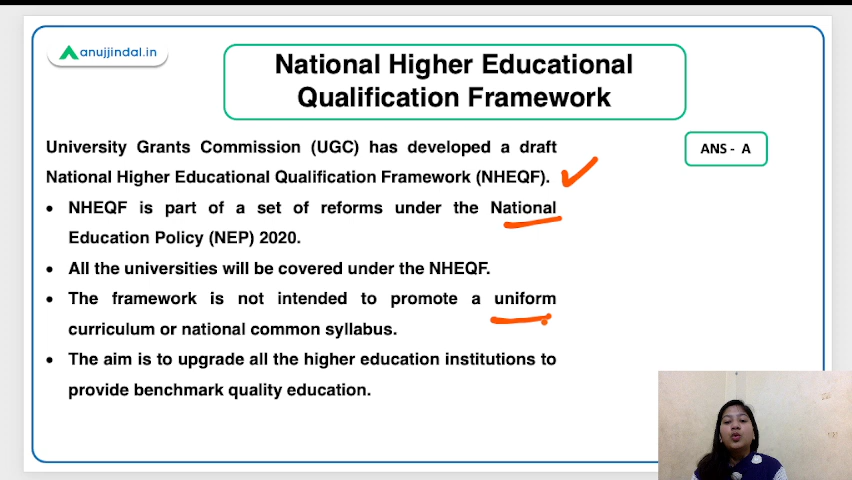 anujjindal.in
National Higher Educational
Qualification Framework
University Grants Commission (UGC) has developed a draft
National Higher Educational Qualification Framework (NHEQF).
ANS - A
• NHEQF is part of a set of reforms under the National
Education Policy (NEP) 2020.
• All the universities will be covered under the NHEQF.
• The framework is not intended to promote a uniform
curriculum or national common syllabus.
• The aim is to upgrade all the higher education institutions to
provide benchmark quality education.